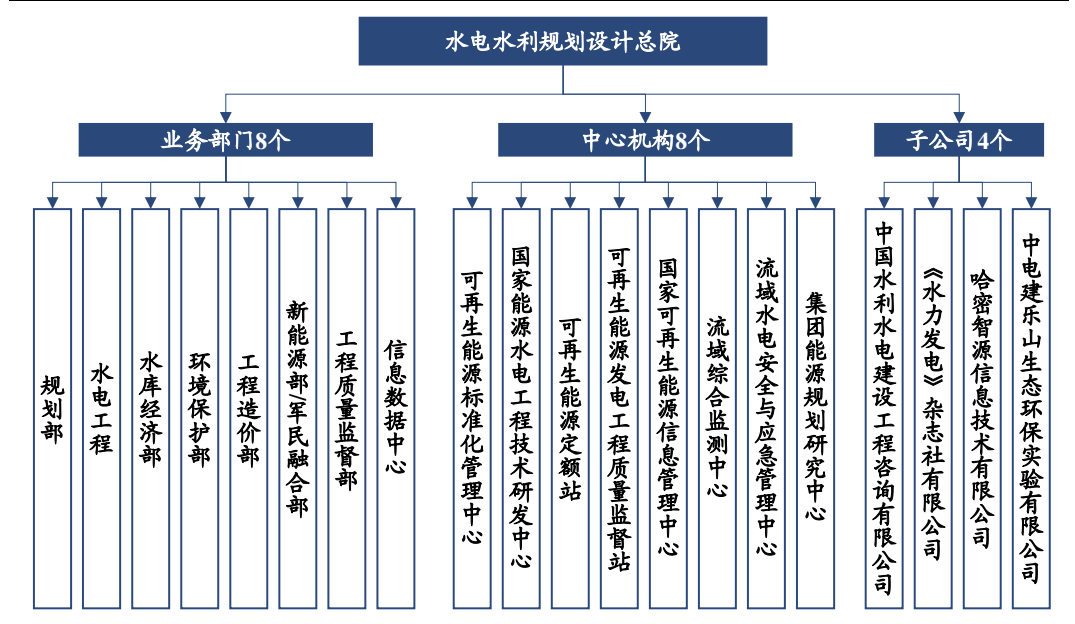 水电水利规划设计总院
业务部门8个
中心机构8个
子公司4个
规划部
水电工程
水库经济部
环境保护部
工程造价部
新能源部/军民融合部
工程质量监督部
信息数据中心
可再生能源标准化管理中心
国家能源水电工程技术研发中心
可再生能源定额站
可再生能源发电工程质量监督站
国家可再生能源信息管理中心
流域综合监测中心
流域水电安全与应急管理中心
集团能源规划研究中心
中国水利水电建设工程咨询有限公司
《水力发电》杂志社有限公司
哈密智源信息技术有限公司
中电建乐山生态环保实验有限公司